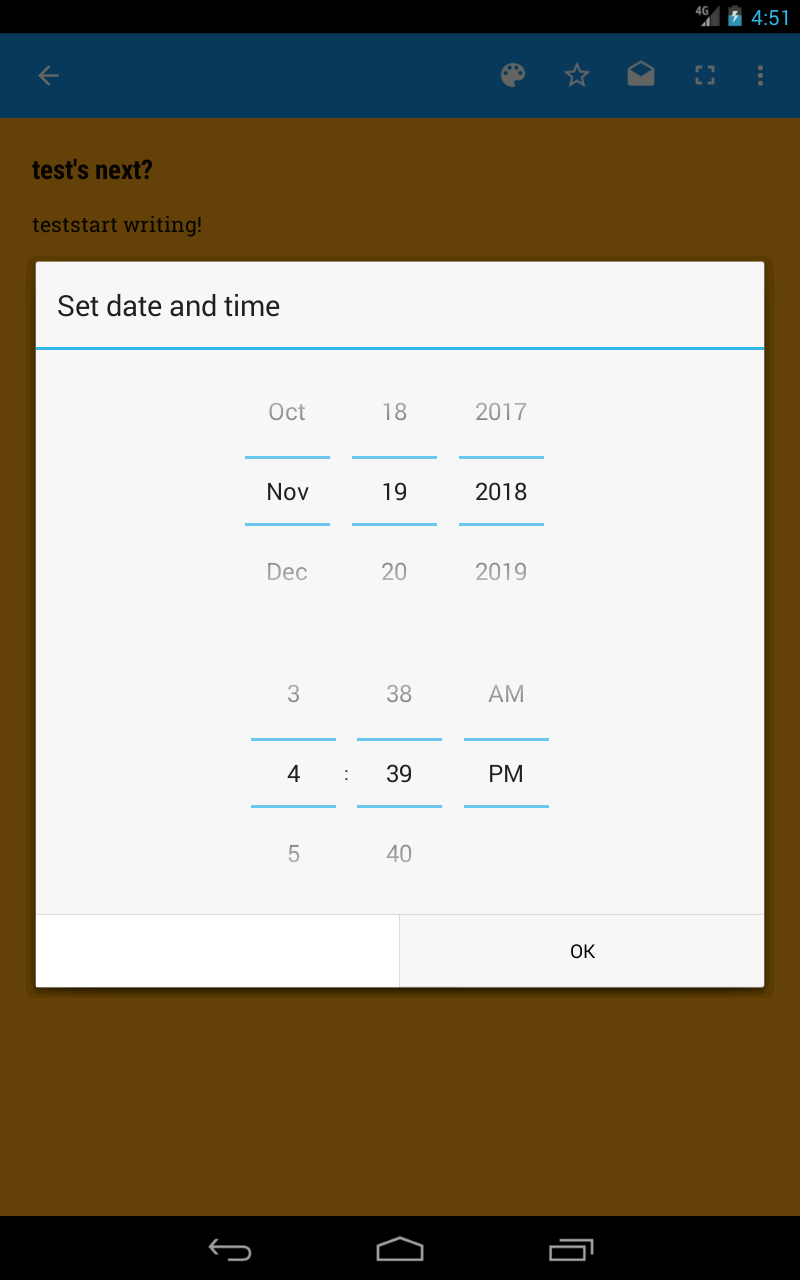 4G 4:51
test's next?
teststart writing!
Set date and time
Oct 18 2017
Nov 19 2018
Dec 20 2019
3 38 AM
4 : 39 PM
5 40
OK